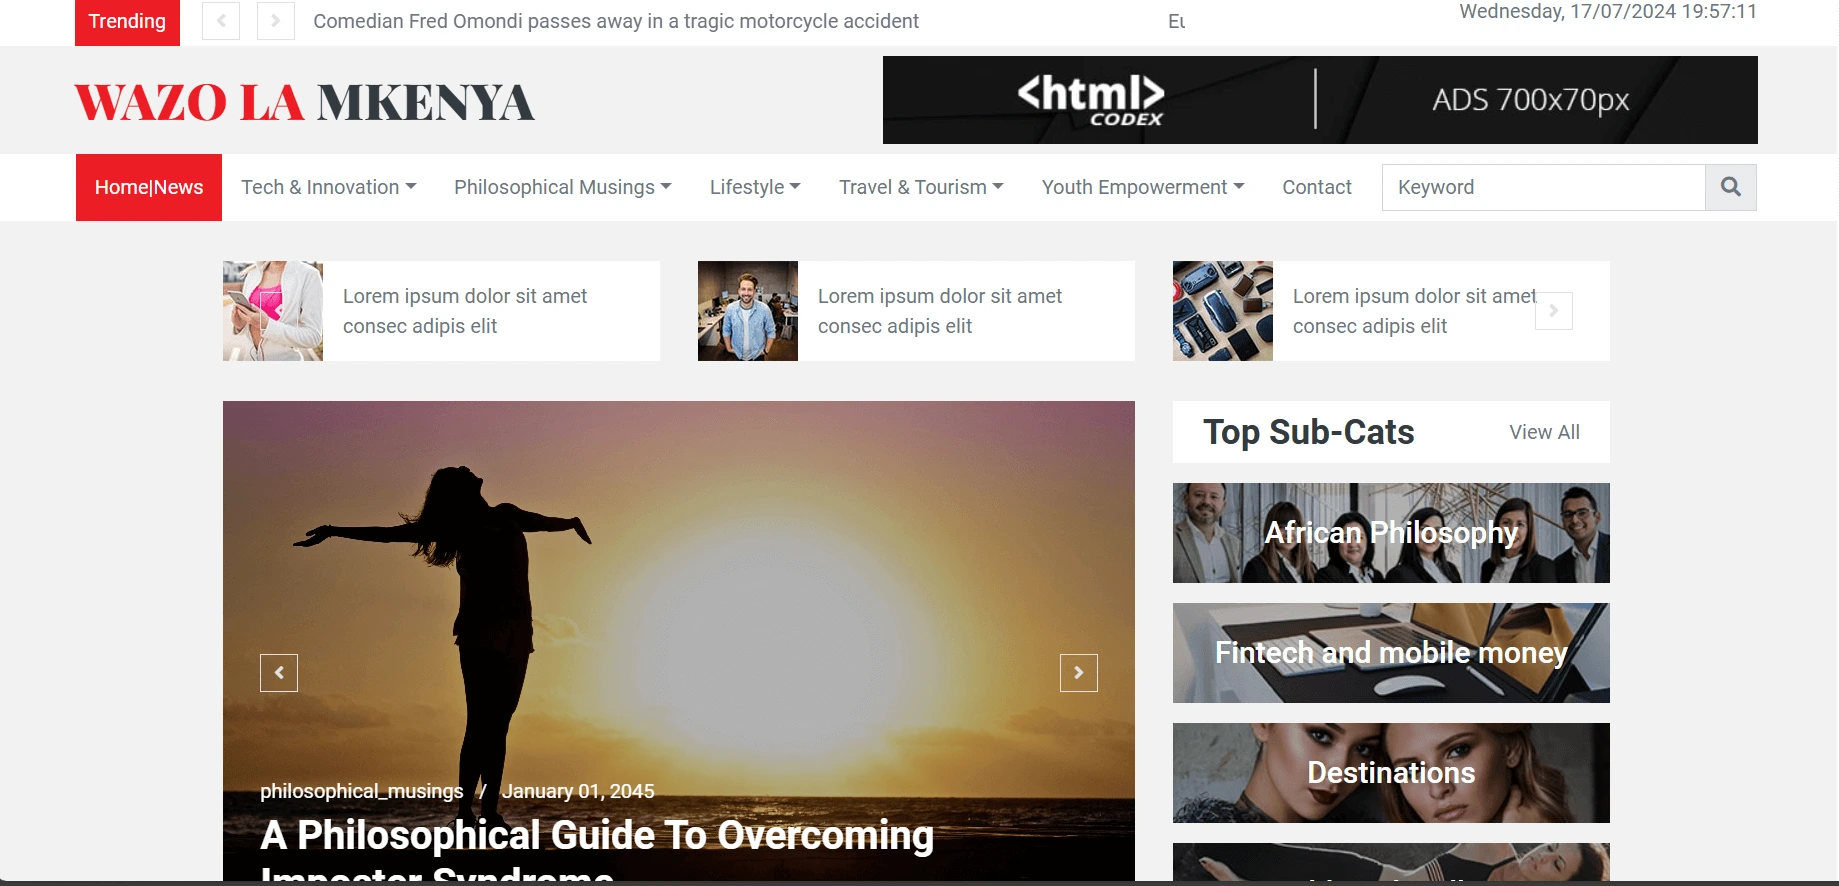 Trending
Comedian Fred Omondi passes away in a tragic motorcycle accident
Wednesday, 17/07/2024 19:57:11
WAZO LA MKENYA
<html>
CODEX
ADS 700x70px
Home|News
Tech & Innovation
Philosophical Musings
Lifestyle
Travel & Tourism
Youth Empowerment
Contact
Keyword
Lorem ipsum dolor sit amet
consec adipis elit
Lorem ipsum dolor sit amet
consec adipis elit
Lorem ipsum dolor sit amet
consec adipis elit
philosophical_musings / January 01, 2045
A Philosophical Guide To Overcoming
Imposter Syndrome
Top Sub-Cats
View All
African Philosophy
Fintech and mobile money
Destinations